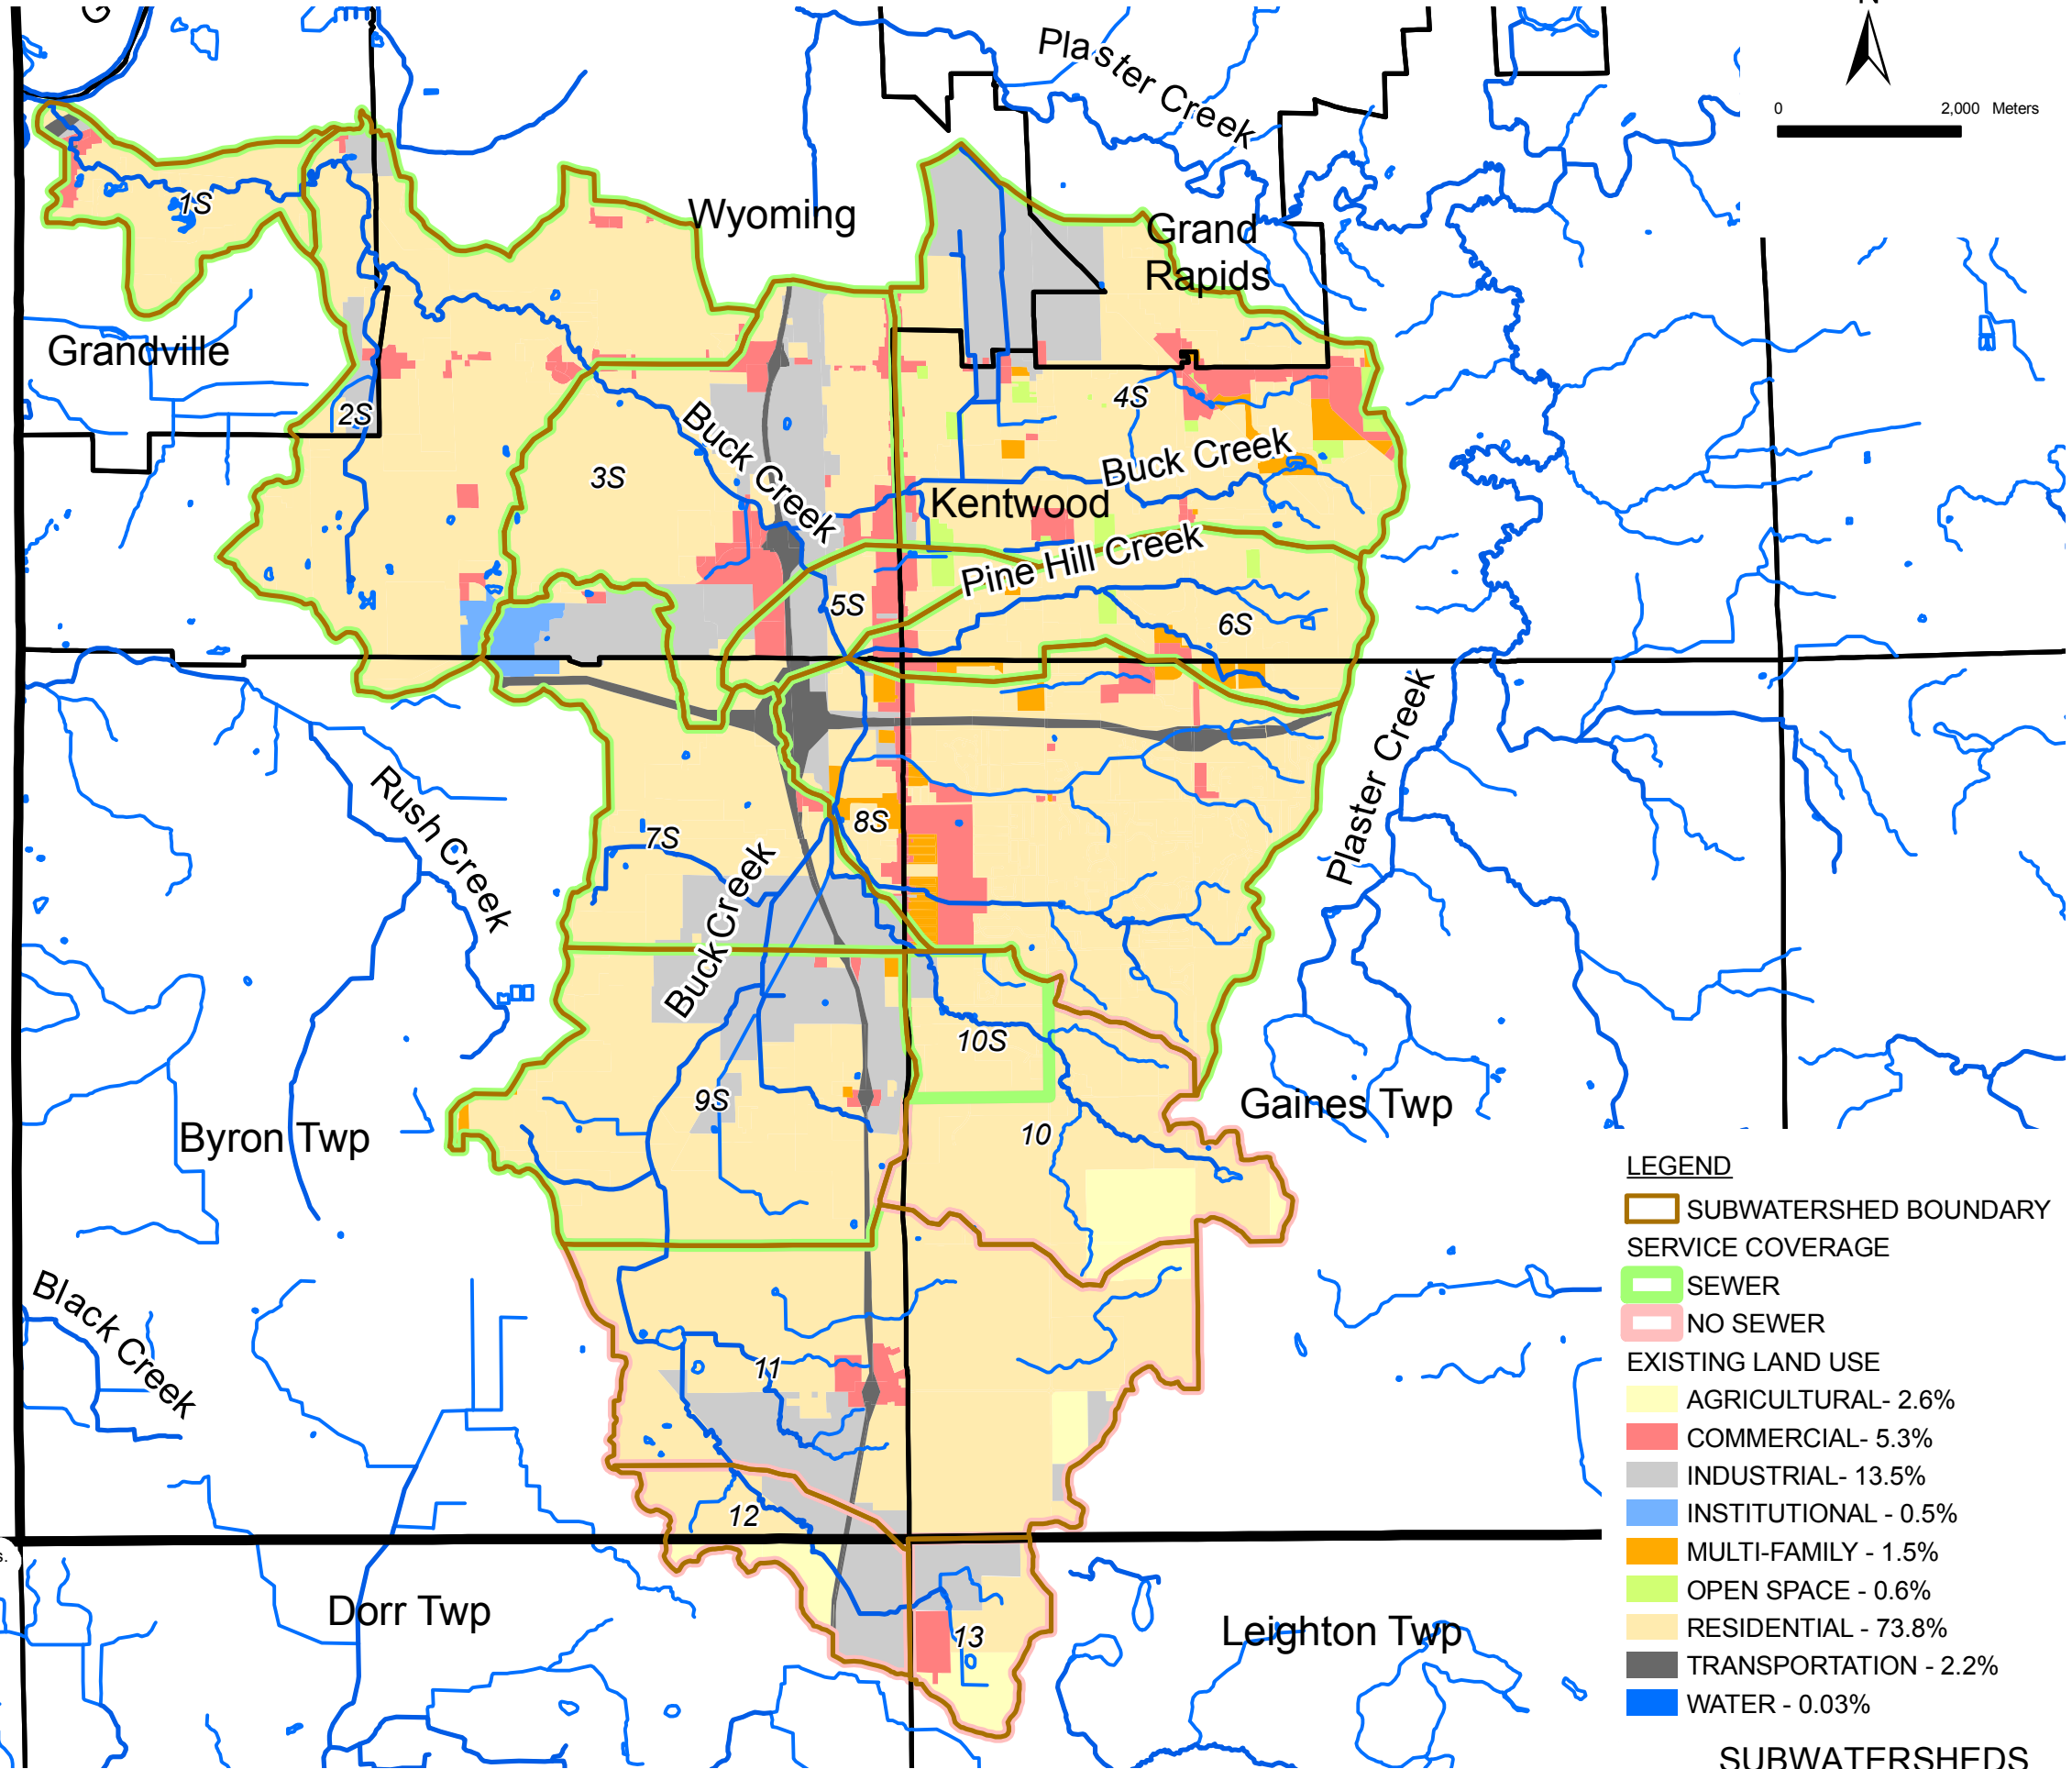 G
N
0 2,000 Meters
Plaster Creek
1S
Wyoming
Grand
Rapids
Grandville
2S
4S
3S
Buck Creek
Buck Creek
Kentwood
Pine Hill Creek
5S
6S
Plaster Creek
Rush Creek
7S
8S
Buck Creek
10S
9S
Gaines Twp
Byron Twp
10
LEGEND
SUBWATERSHED BOUNDARY
SERVICE COVERAGE
SEWER
NO SEWER
EXISTING LAND USE
AGRICULTURAL- 2.6%
COMMERCIAL- 5.3%
INDUSTRIAL- 13.5%
INSTITUTIONAL - 0.5%
MULTI-FAMILY - 1.5%
OPEN SPACE - 0.6%
RESIDENTIAL - 73.8%
TRANSPORTATION - 2.2%
WATER - 0.03%
Black Creek
11
12
s.
Dorr Twp
13
Leighton Twp
SUBWATERSHEDS